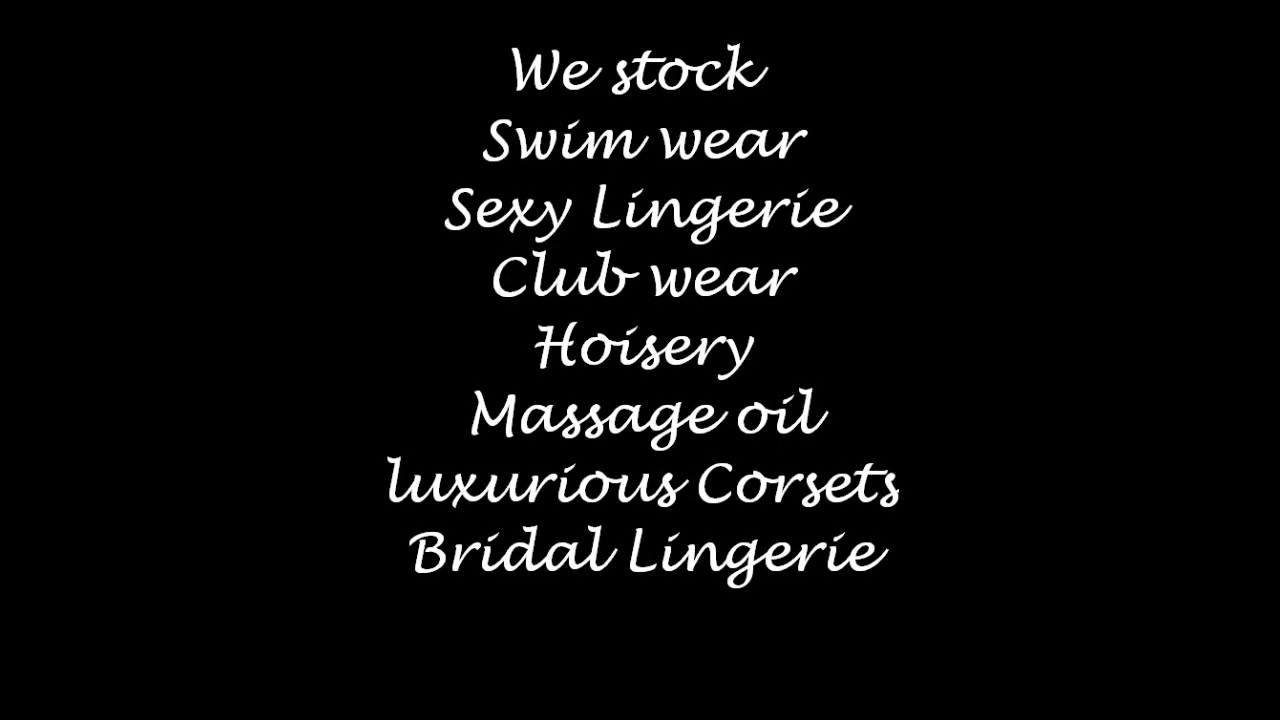 We stock
Swim wear
Sexy Lingerie
Club wear
Hoisery
Massage oil
luxurious Corsets
Bridal Lingerie